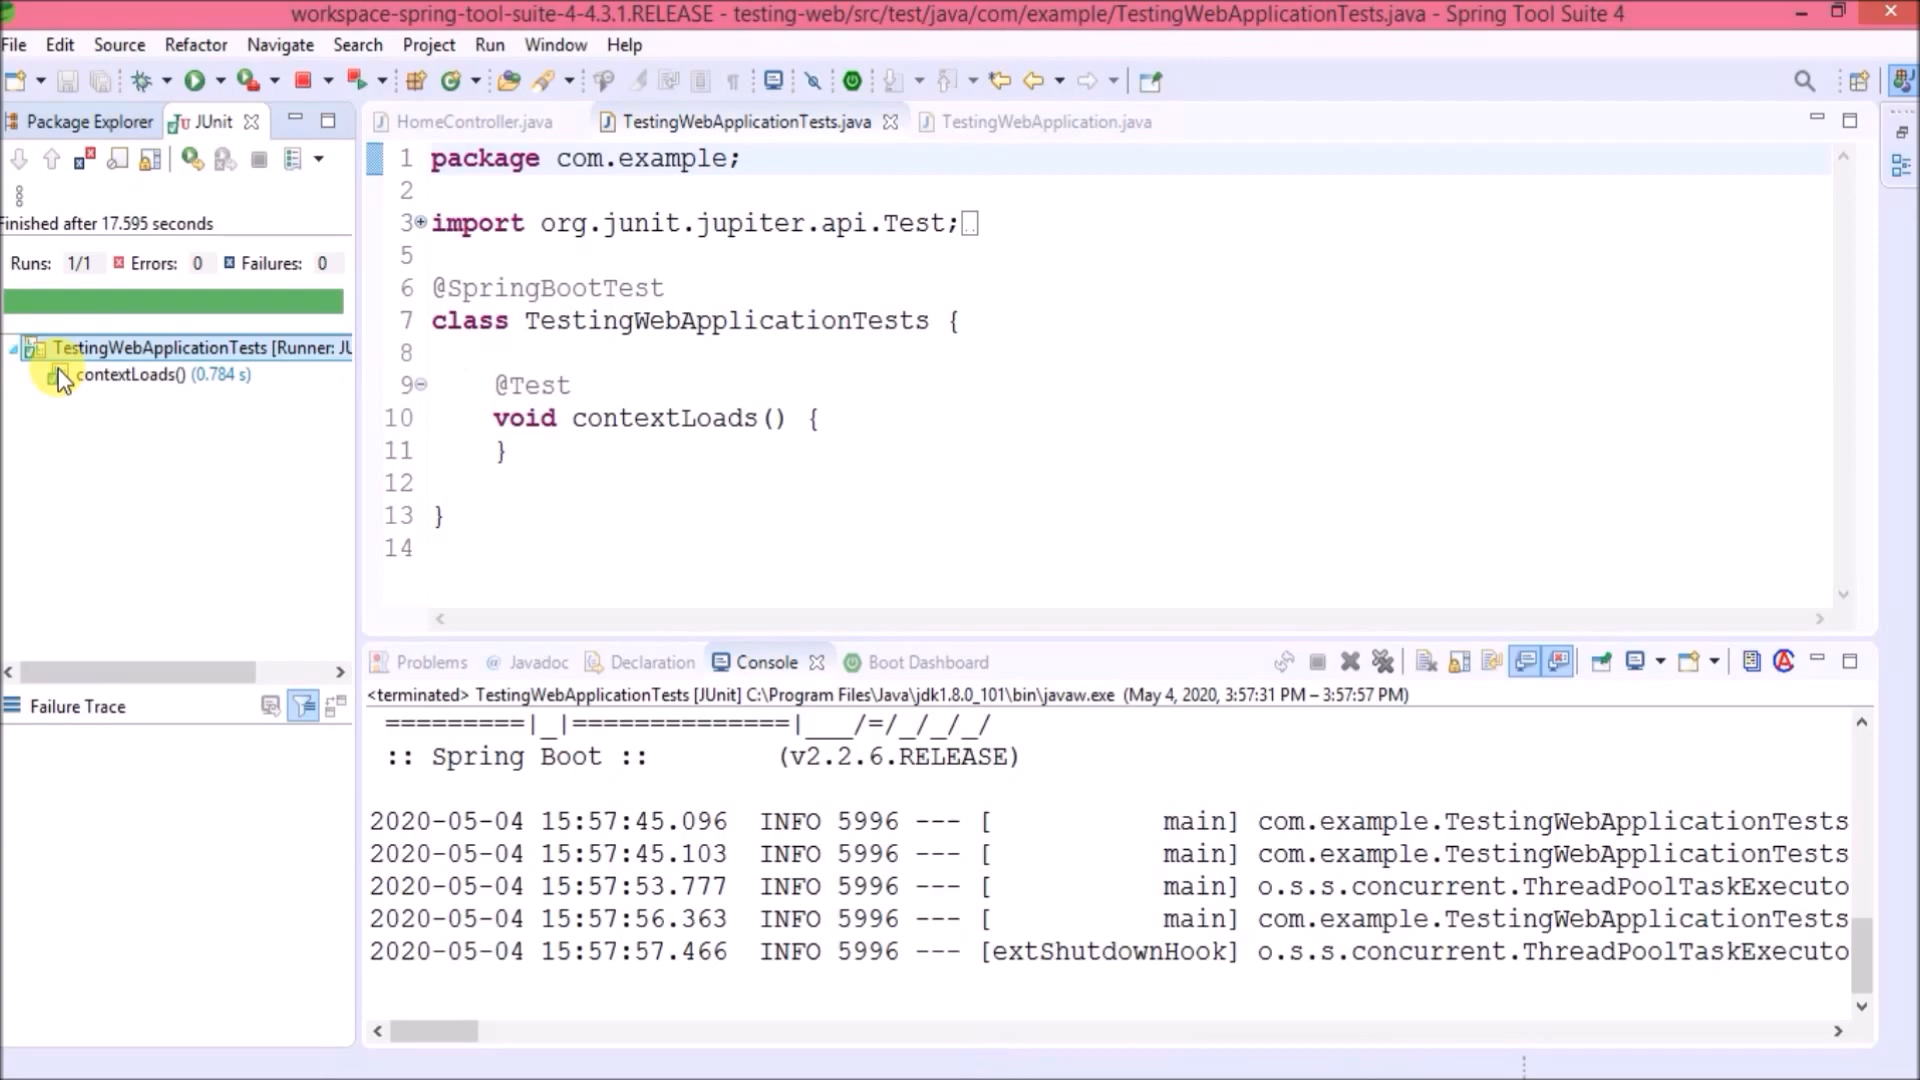 workspace-spring-tool-suite-4-4.3.1.RELEASE - testing-web/src/test/java/com/example/TestingWebApplicationTests.java - Spring Tool Suite 4
File Edit Source Refactor Navigate Search Project Run Window Help
Package Explorer JUnit
HomeController.java TestingWebApplicationTests.java TestingWebApplication.java
Finished after 17.595 seconds
Runs: 1/1 Errors: 0 Failures: 0
TestingWebApplicationTests [Runner: JU
contextLoads() (0.784 s)
Failure Trace
1 package com.example;
2
3 import org.junit.jupiter.api.Test;
5
6 @SpringBootTest
7 class TestingWebApplicationTests {
8
9 @Test
10 void contextLoads() {
11 }
12
13 }
14
Problems @ Javadoc Declaration Console Boot Dashboard
<terminated> TestingWebApplicationTests [JUnit] C:\Program Files\Java\jdk1.8.0_101\bin\javaw.exe (May 4, 2020, 3:57:31 PM – 3:57:57 PM)
=========|_|==============|___/=/_/_/_/
:: Spring Boot :: (v2.2.6.RELEASE)
2020-05-04 15:57:45.096 INFO 5996 --- [ main] com.example.TestingWebApplicationTests
2020-05-04 15:57:45.103 INFO 5996 --- [ main] com.example.TestingWebApplicationTests
2020-05-04 15:57:53.777 INFO 5996 --- [ main] o.s.s.concurrent.ThreadPoolTaskExecuto
2020-05-04 15:57:56.363 INFO 5996 --- [ main] com.example.TestingWebApplicationTests
2020-05-04 15:57:57.466 INFO 5996 --- [extShutdownHook] o.s.s.concurrent.ThreadPoolTaskExecuto